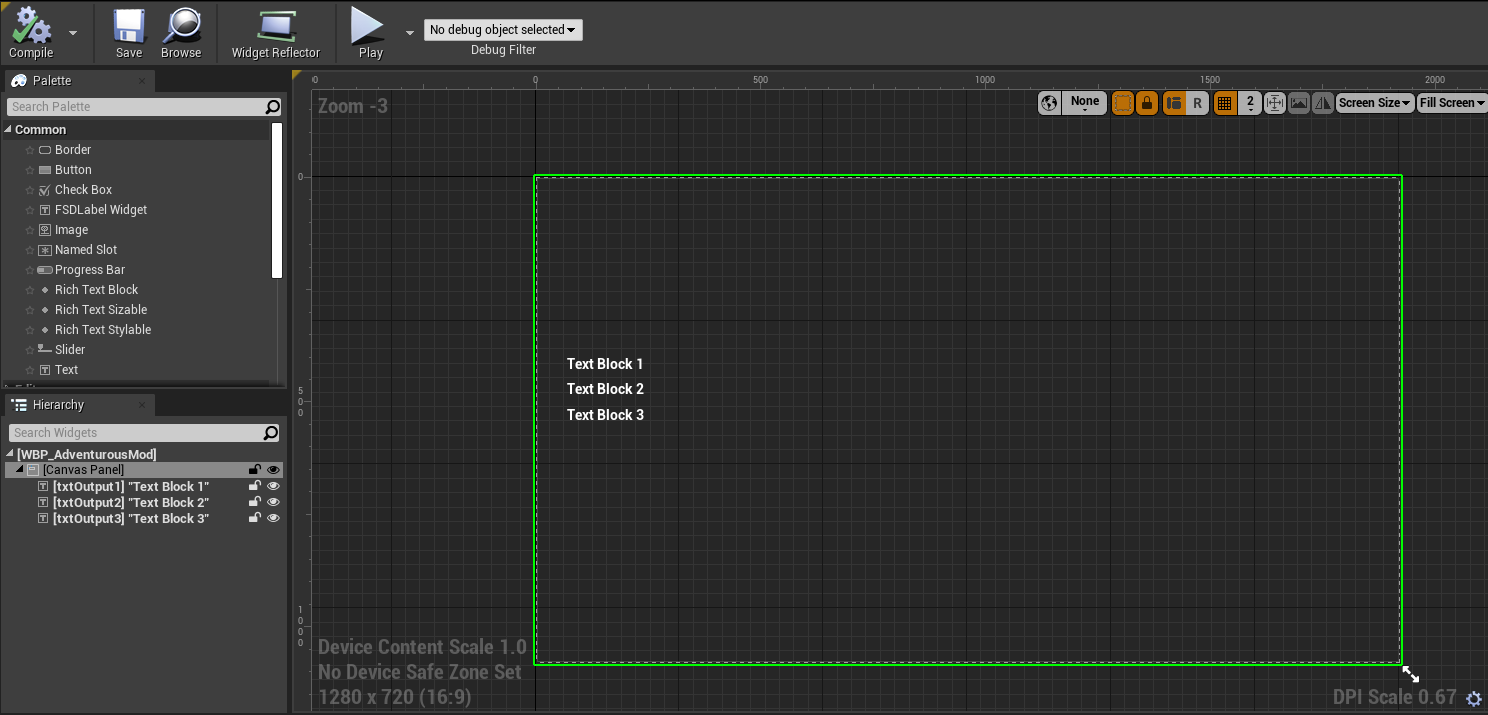 Compile
Save
Browse
Widget Reflector
Play
No debug object selected
Debug Filter
Palette
Search Palette
Common
Border
Button
Check Box
FSDLabel Widget
Image
Named Slot
Progress Bar
Rich Text Block
Rich Text Sizable
Rich Text Stylable
Slider
Text
Hierarchy
Search Widgets
[WBP_AdventurousMod]
[Canvas Panel]
[txtOutput1] "Text Block 1"
[txtOutput2] "Text Block 2"
[txtOutput3] "Text Block 3"
0 0 500 1000 1500 2000
Zoom -3
None R 2 Screen Size Fill Screen
0
500
1000
Text Block 1
Text Block 2
Text Block 3
Device Content Scale 1.0
No Device Safe Zone Set
1280 x 720 (16:9)
DPI Scale 0.67